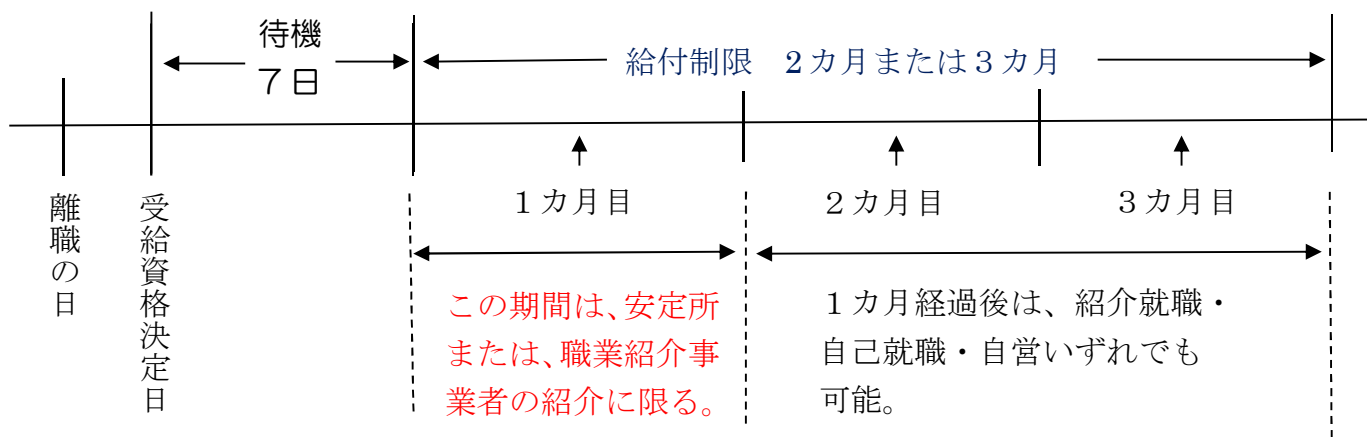 待機
７日
給付制限　２カ月または３カ月
１カ月目
２カ月目
３カ月目
離職の日
受給資格決定日
この期間は、安定所
または、職業紹介事
業者の紹介に限る。
１カ月経過後は、紹介就職・
自己就職・自営いずれでも
可能。